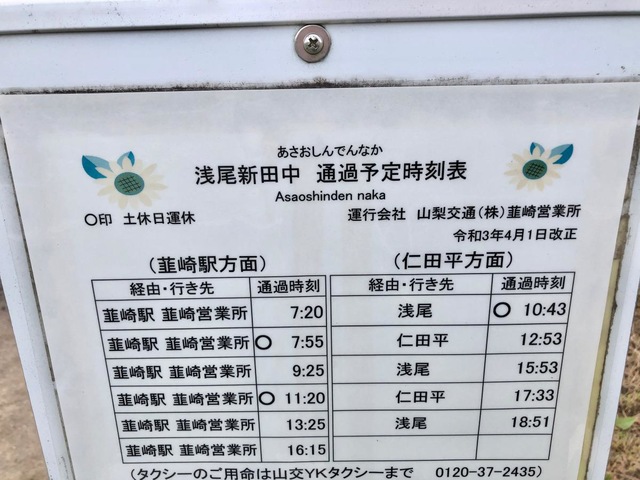 あさおしんでんなか
浅尾新田中 通過予定時刻表
Asaoshinden naka
〇印 土休日運休
運行会社 山梨交通(株)韮崎営業所
令和3年4月1日改正
(韮崎駅方面)
経由・行き先 通過時刻
韮崎駅 韮崎営業所 7:20
韮崎駅 韮崎営業所 〇 7:55
韮崎駅 韮崎営業所 9:25
韮崎駅 韮崎営業所 〇 11:20
韮崎駅 韮崎営業所 13:25
韮崎駅 韮崎営業所 16:15
(仁田平方面)
経由・行き先 通過時刻
浅尾 〇 10:43
仁田平 12:53
浅尾 15:53
仁田平 17:33
浅尾 18:51
(タクシーのご用命は山交YKタクシーまで 0120-37-2435)